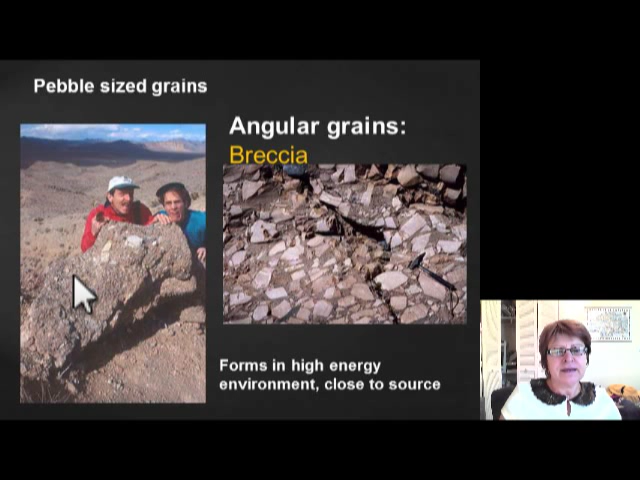 Pebble sized grains
Angular grains:
Breccia
Forms in high energy
environment, close to source